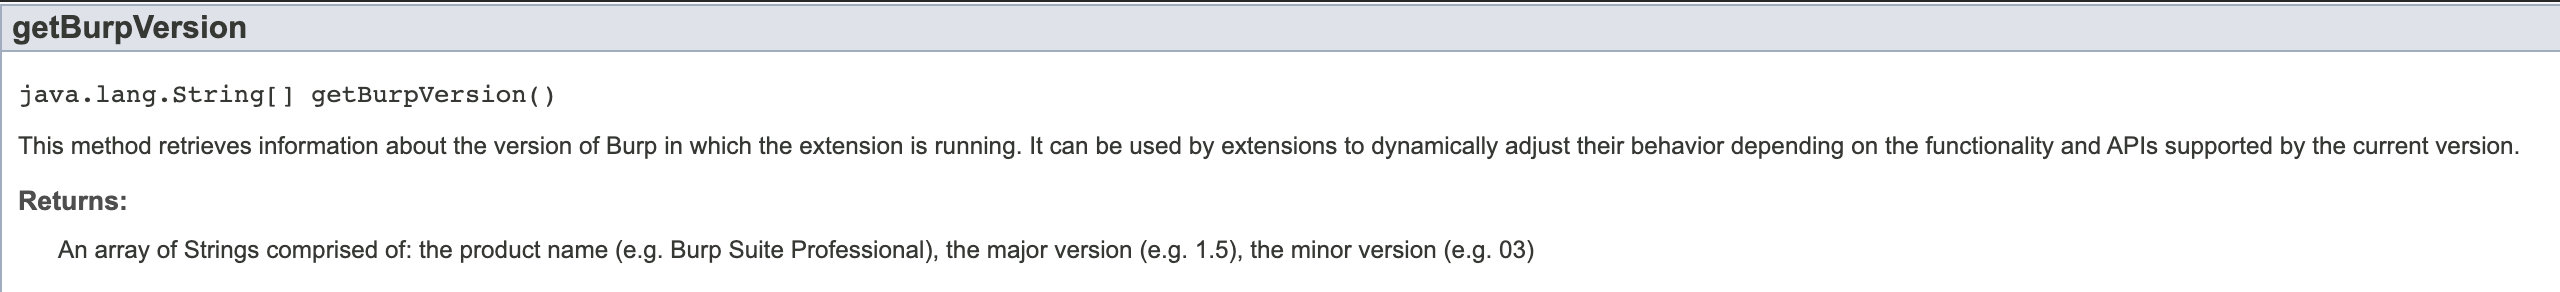 getBurpVersion
java.lang.String[] getBurpVersion()
This method retrieves information about the version of Burp in which the extension is running. It can be used by extensions to dynamically adjust their behavior depending on the functionality and APIs supported by the current version.
Returns:
An array of Strings comprised of: the product name (e.g. Burp Suite Professional), the major version (e.g. 1.5), the minor version (e.g. 03)